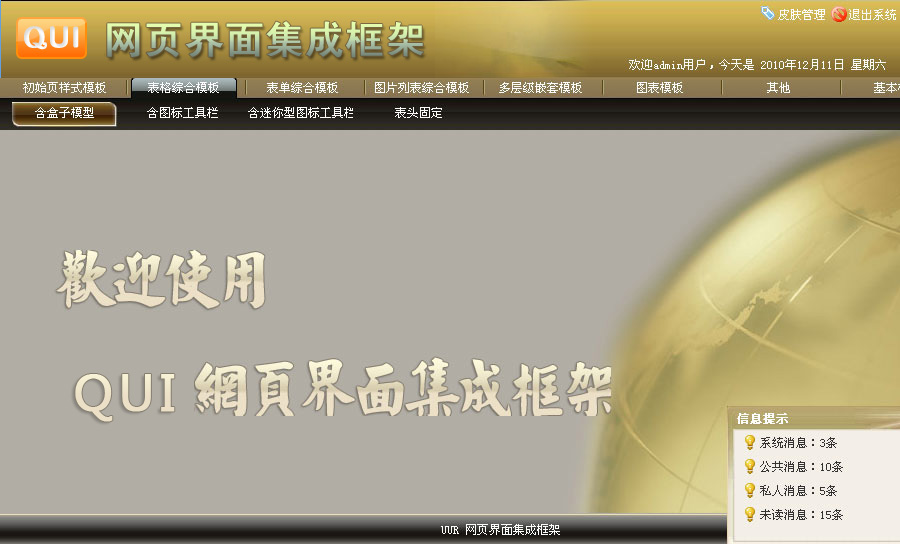 皮肤管理 退出系统
QUI 网页界面集成框架
欢迎admin用户，今天是 2010年12月11日 星期六
初始页样式模板 表格综合模板 表单综合模板 图片列表综合模板 多层级嵌套模板 图表模板 其他 基本
含盒子模型 含图标工具栏 含迷你型图标工具栏 表头固定
歡迎使用
QUI 網頁界面集成框架
信息提示
系统消息：3条
公共消息：10条
私人消息：5条
未读消息：15条
UUR 网页界面集成框架